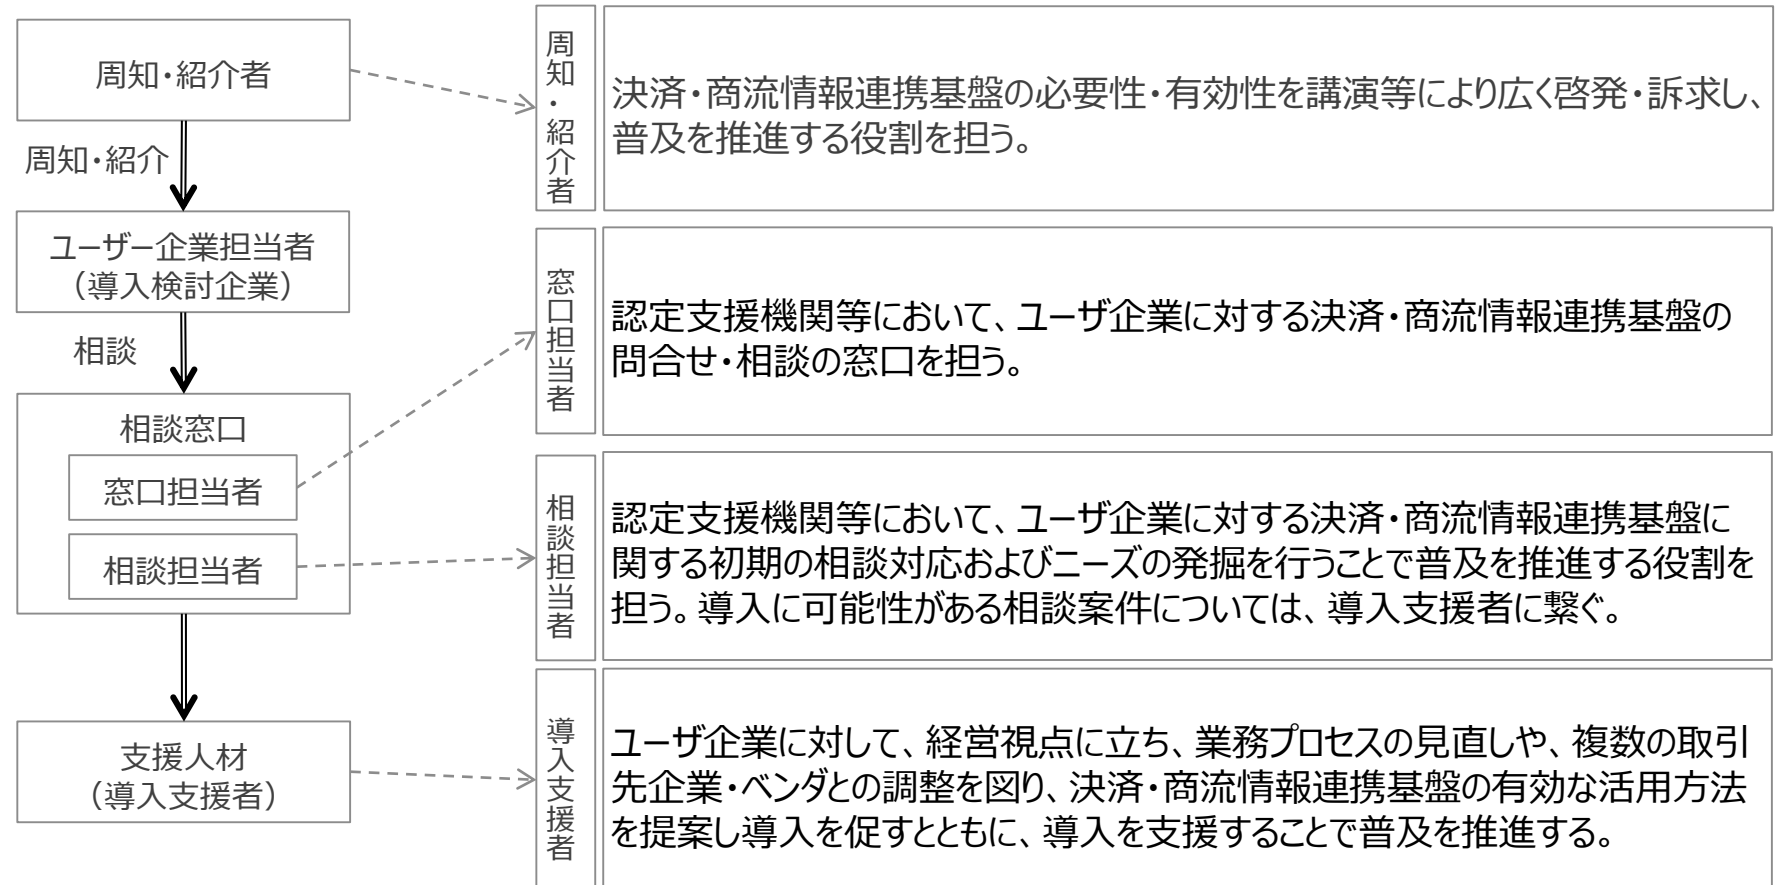 周知・紹介者
周知・紹介
ユーザー企業担当者
（導入検討企業）
相談
相談窓口
窓口担当者
相談担当者
支援人材
（導入支援者）
周知・紹介者
決済・商流情報連携基盤の必要性・有効性を講演等により広く啓発・訴求し、
普及を推進する役割を担う。
窓口担当者
認定支援機関等において、ユーザ企業に対する決済・商流情報連携基盤の
問合せ・相談の窓口を担う。
相談担当者
認定支援機関等において、ユーザ企業に対する決済・商流情報連携基盤に
関する初期の相談対応およびニーズの発掘を行うことで普及を推進する役割を
担う。導入に可能性がある相談案件については、導入支援者に繋ぐ。
導入支援者
ユーザ企業に対して、経営視点に立ち、業務プロセスの見直しや、複数の取引
先企業・ベンダとの調整を図り、決済・商流情報連携基盤の有効な活用方法
を提案し導入を促すとともに、導入を支援することで普及を推進する。